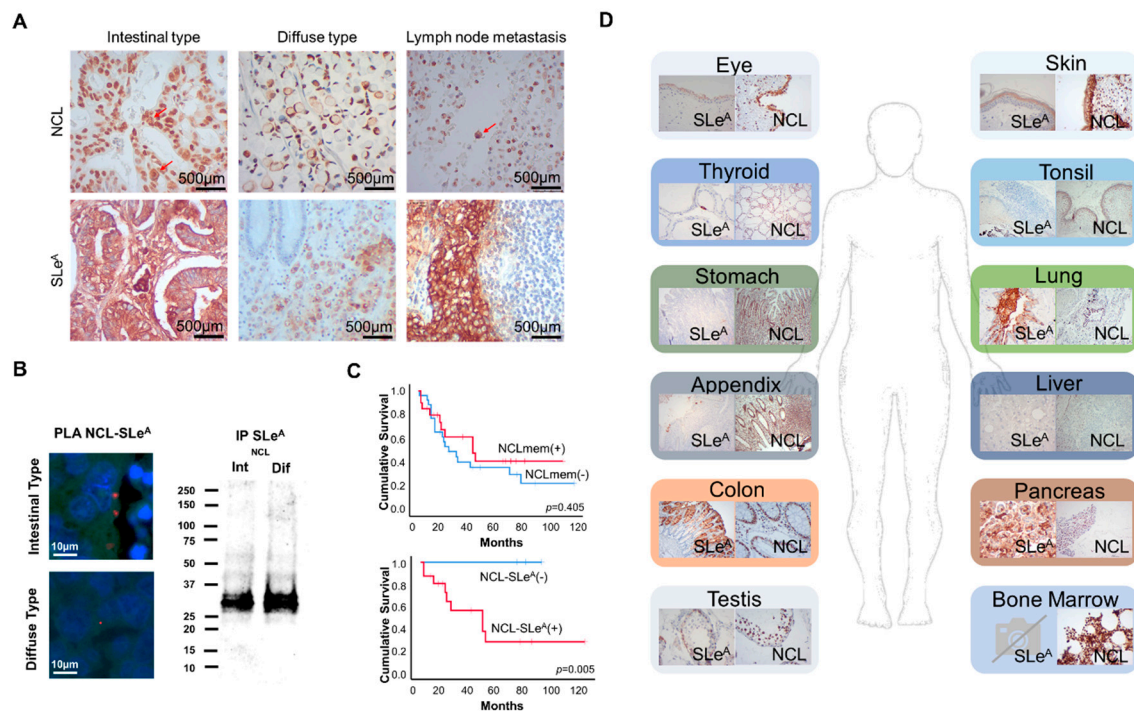 A
Intestinal type
Diffuse type
Lymph node metastasis
NCL
500µm
500µm
500µm
SLeᴬ
500µm
500µm
500µm
B
PLA NCL-SLeᴬ
Intestinal Type
10µm
Diffuse Type
10µm
IP SLeᴬ
NCL
Int
Dif
250
150
100
75
50
37
25
20
15
10
C
Cumulative Survival
1.0
0.8
0.6
0.4
0.2
0.0
NCLmem(+)
NCLmem(-)
p=0.405
0 20 40 60 80 100 120
Months
Cumulative Survival
1.0
0.8
0.6
0.4
0.2
0.0
NCL-SLeᴬ(-)
NCL-SLeᴬ(+)
p=0.005
0 20 40 60 80 100 120
Months
D
Eye
SLeᴬ NCL
Skin
SLeᴬ NCL
Thyroid
SLeᴬ NCL
Tonsil
SLeᴬ NCL
Stomach
SLeᴬ NCL
Lung
SLeᴬ NCL
Appendix
SLeᴬ NCL
Liver
SLeᴬ NCL
Colon
SLeᴬ NCL
Pancreas
SLeᴬ NCL
Testis
SLeᴬ NCL
Bone Marrow
SLeᴬ NCL